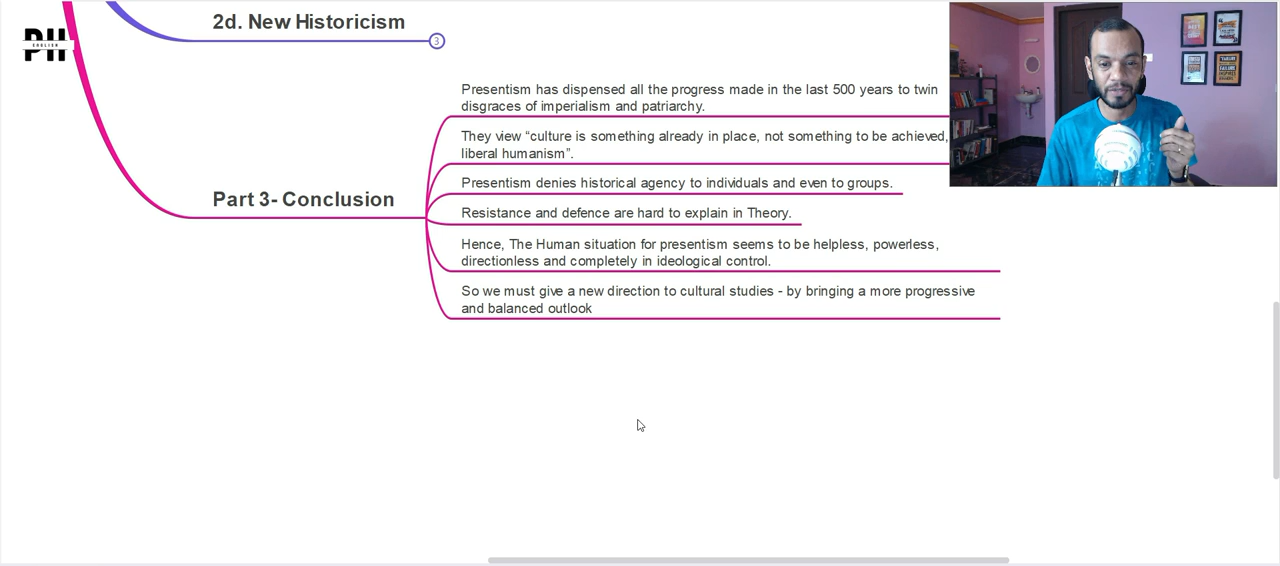 2d. New Historicism
3
PH
ENGLISH
Presentism has dispensed all the progress made in the last 500 years to twin
disgraces of imperialism and patriarchy.
They view “culture is something already in place, not something to be achieved,
liberal humanism”.
Part 3- Conclusion
Presentism denies historical agency to individuals and even to groups.
Resistance and defence are hard to explain in Theory.
Hence, The Human situation for presentism seems to be helpless, powerless,
directionless and completely in ideological control.
So we must give a new direction to cultural studies - by bringing a more progressive
and balanced outlook